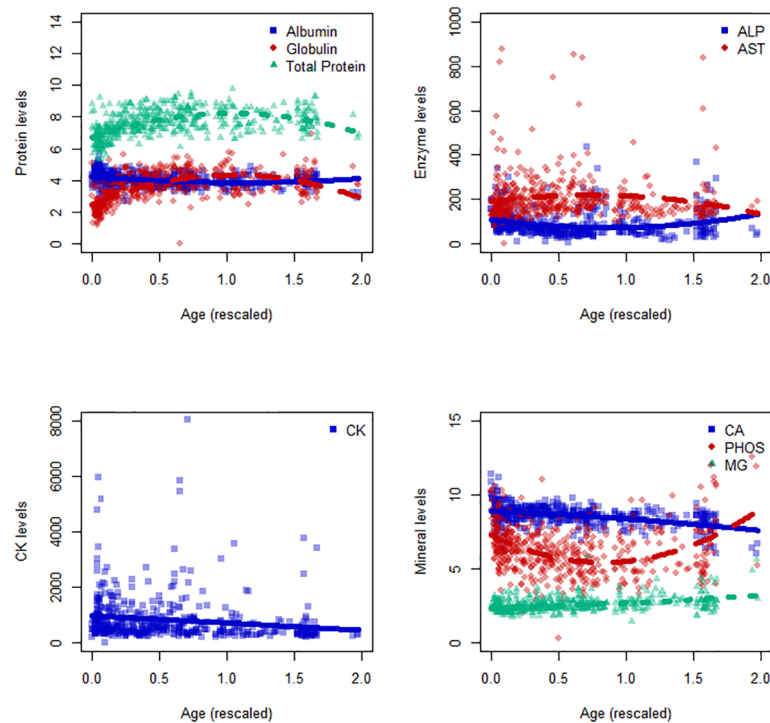 Albumin
Globulin
Total Protein
Protein levels
14
12
10
8
6
4
2
0
0.0 0.5 1.0 1.5 2.0
Age (rescaled)
ALP
AST
Enzyme levels
1000
800
600
400
200
0
0.0 0.5 1.0 1.5 2.0
Age (rescaled)
CK
CK levels
8000
6000
4000
2000
0
0.0 0.5 1.0 1.5 2.0
Age (rescaled)
CA
PHOS
MG
Mineral levels
15
10
5
0
0.0 0.5 1.0 1.5 2.0
Age (rescaled)